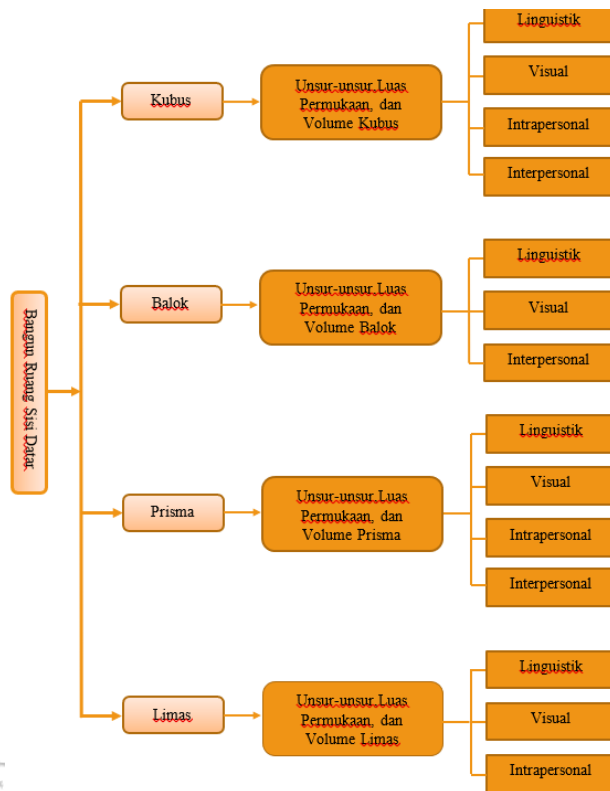 Bangun Ruang Sisi Datar
Kubus
Unsur-unsur,Luas
Permukaan, dan
Volume Kubus
Linguistik
Visual
Intrapersonal
Interpersonal
Balok
Unsur-unsur,Luas
Permukaan, dan
Volume Balok
Linguistik
Visual
Interpersonal
Prisma
Unsur-unsur,Luas
Permukaan, dan
Volume Prisma
Linguistik
Visual
Intrapersonal
Interpersonal
Limas
Unsur-unsur,Luas
Permukaan, dan
Volume Limas
Linguistik
Visual
Intrapersonal